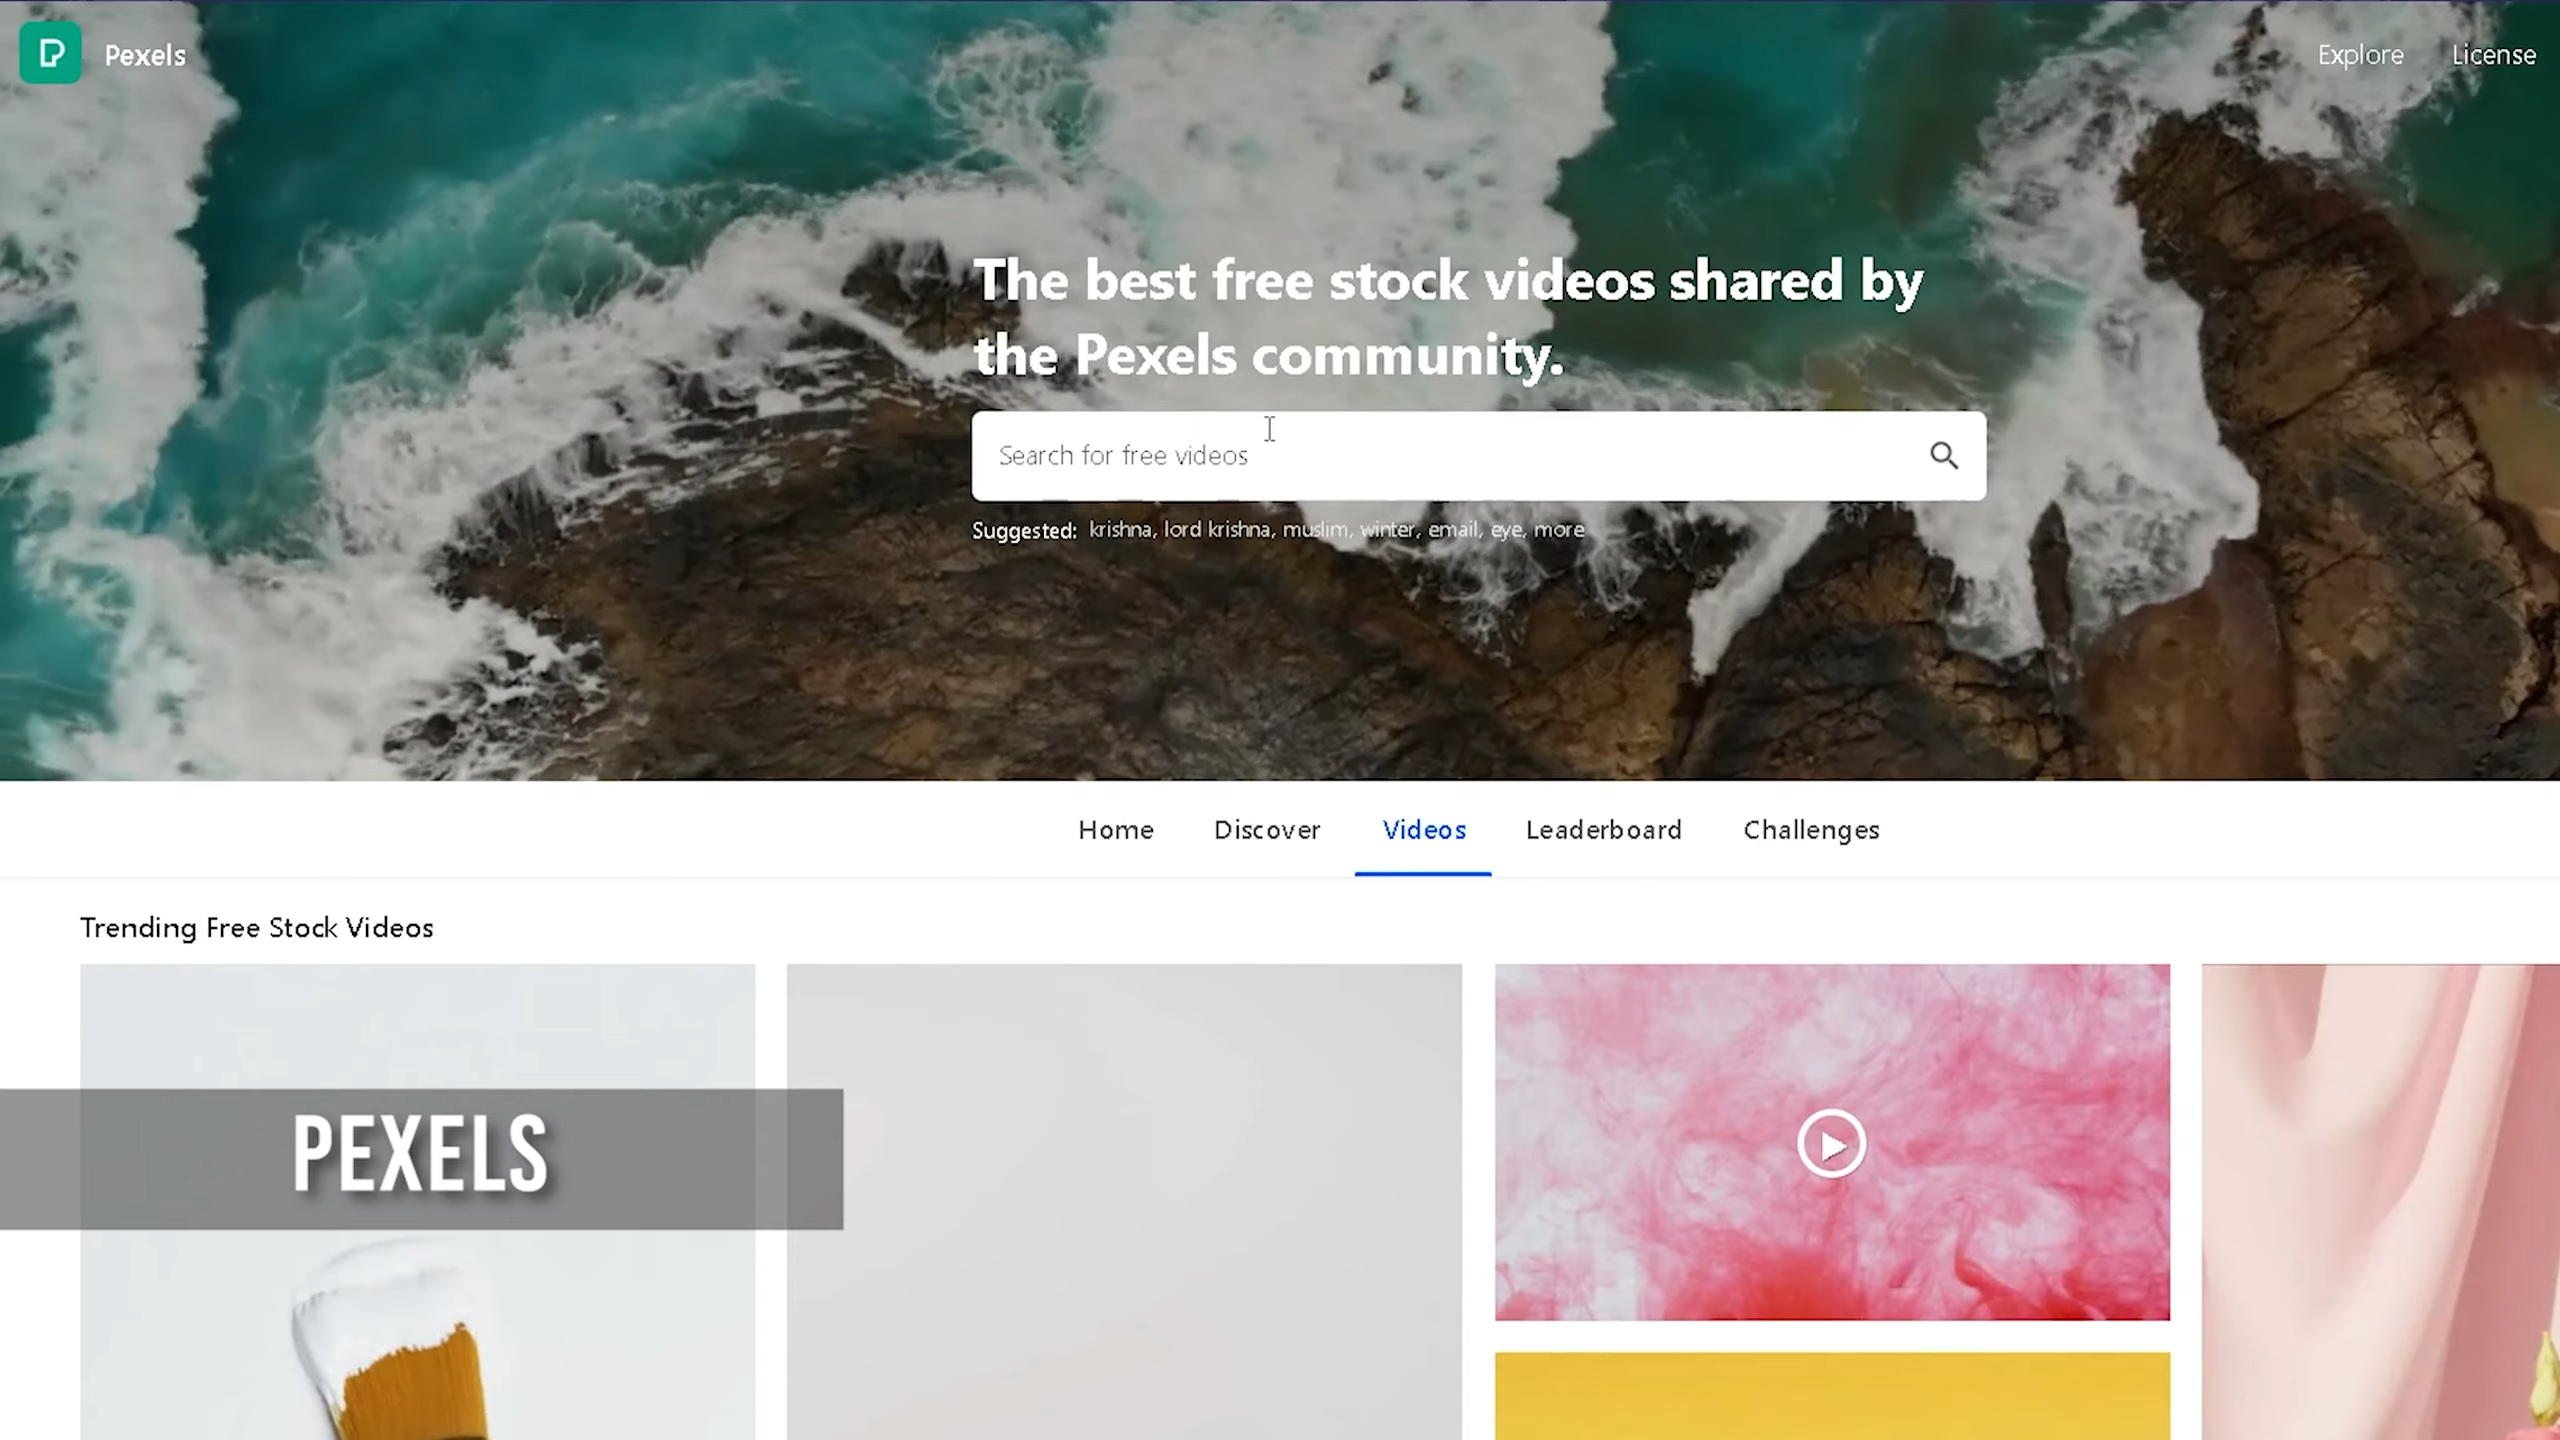 Pexels
Explore
License
The best free stock videos shared by
the Pexels community.
Search for free videos
Suggested: krishna, lord krishna, muslim, winter, email, eye, more
Home
Discover
Videos
Leaderboard
Challenges
Trending Free Stock Videos
PEXELS